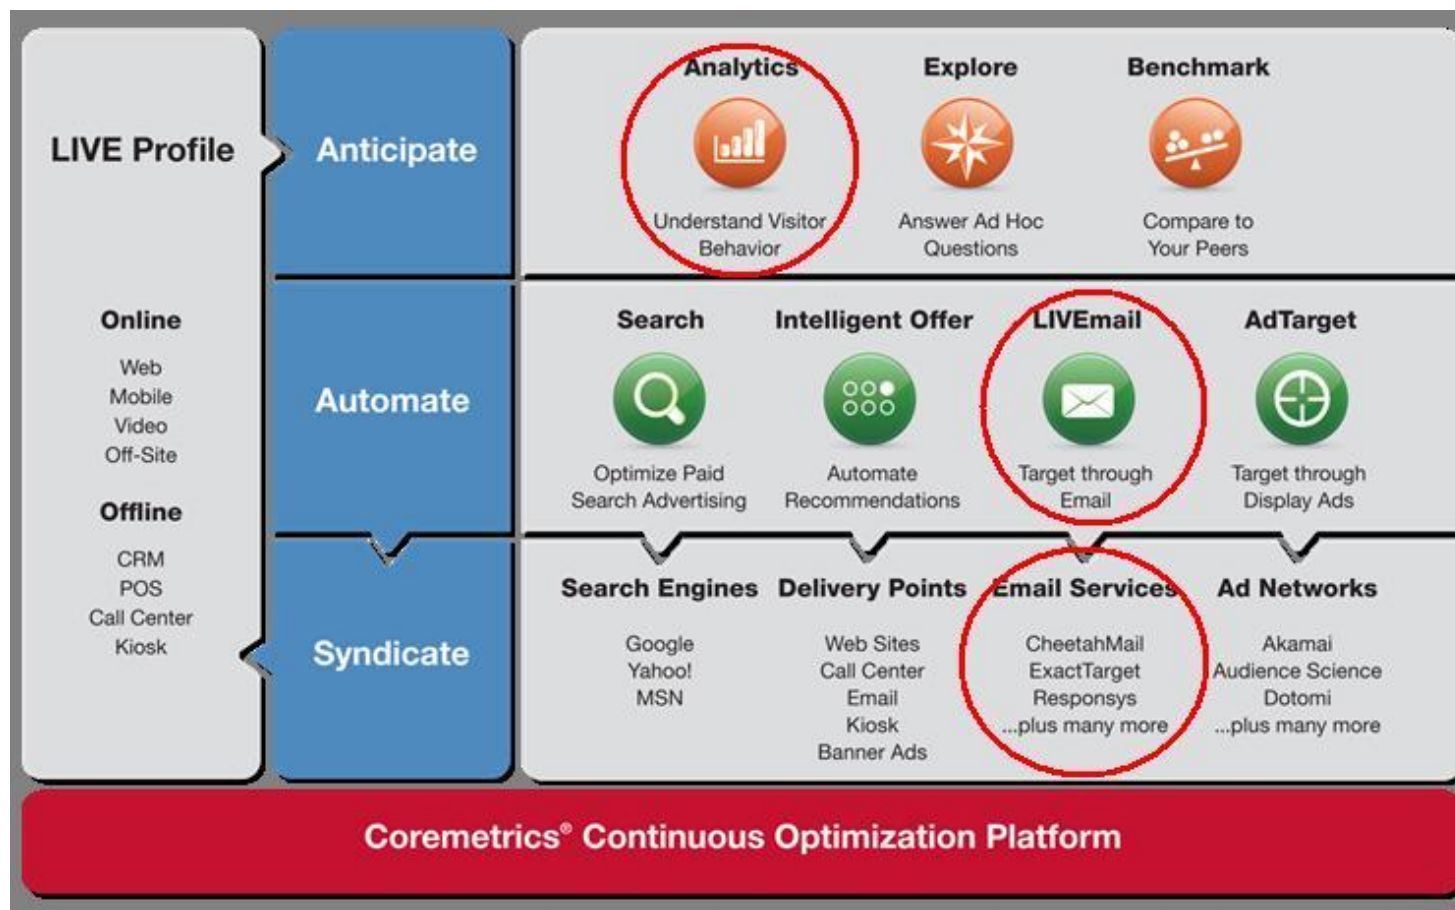 LIVE Profile
Online
Web
Mobile
Video
Off-Site
Offline
CRM
POS
Call Center
Kiosk
Anticipate
Analytics
Understand Visitor
Behavior
Explore
Answer Ad Hoc
Questions
Benchmark
Compare to
Your Peers
Automate
Search
Optimize Paid
Search Advertising
Intelligent Offer
Automate
Recommendations
LIVEmail
Target through
Email
AdTarget
Target through
Display Ads
Syndicate
Search Engines
Google
Yahoo!
MSN
Delivery Points
Web Sites
Call Center
Email
Kiosk
Banner Ads
Email Services
CheetahMail
ExactTarget
Responsys
...plus many more
Ad Networks
Akamai
Audience Science
Dotomi
...plus many more
Coremetrics® Continuous Optimization Platform